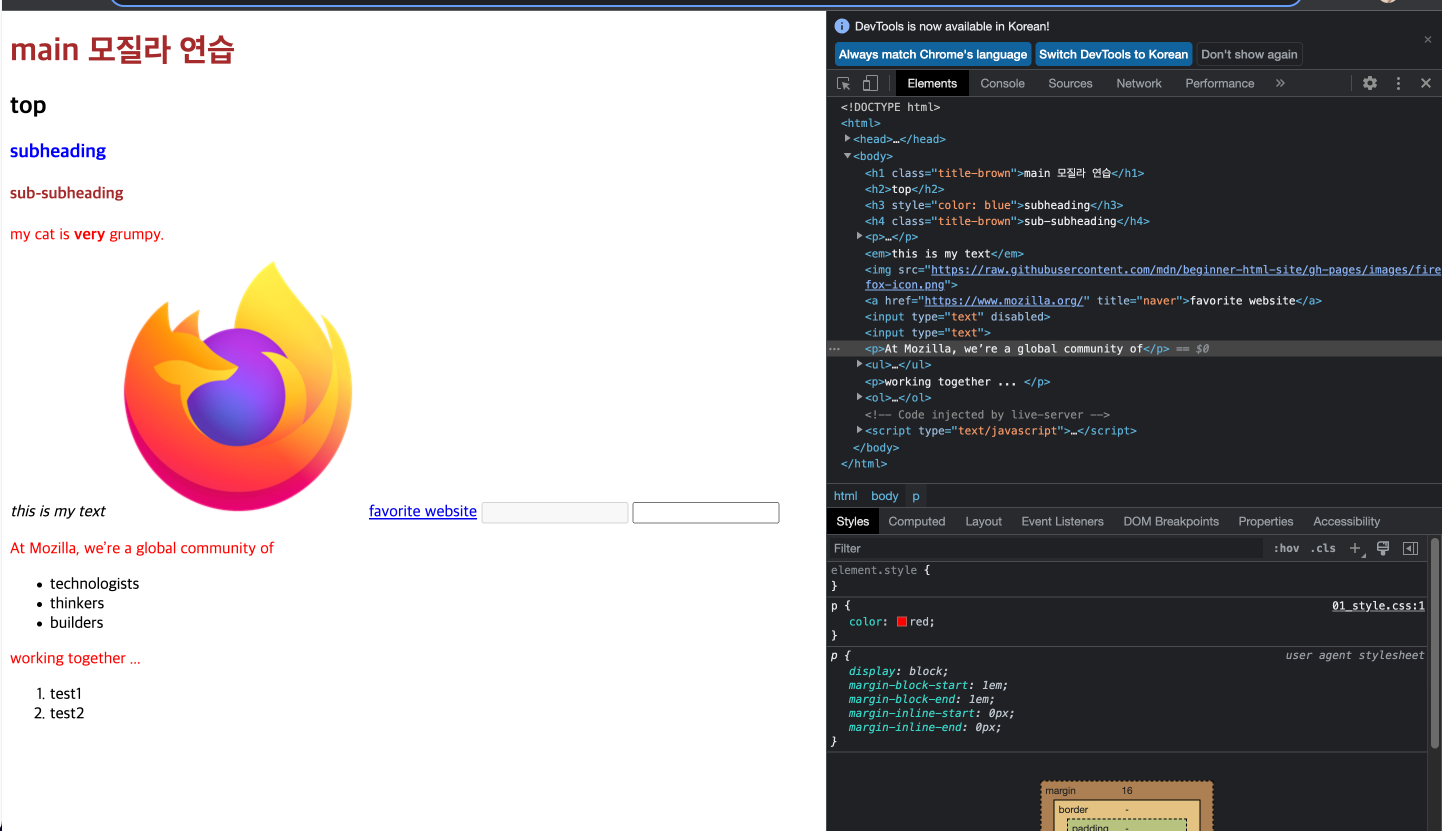 main 모질라 연습
top
subheading
sub-subheading
my cat is very grumpy.
this is my text favorite website
At Mozilla, we're a global community of
technologists
thinkers
builders
working together ...
1. test1
2. test2
DevTools is now available in Korean!
Always match Chrome's language Switch DevTools to Korean Don't show again
Elements Console Sources Network Performance »
<!DOCTYPE html>
<html>
<head>…</head>
<body>
<h1 class="title-brown">main 모질라 연습</h1>
<h2>top</h2>
<h3 style="color: blue">subheading</h3>
<h4 class="title-brown">sub-subheading</h4>
<p>…</p>
<em>this is my text</em>
<img src="https://raw.githubusercontent.com/mdn/beginner-html-site/gh-pages/images/fire
fox-icon.png">
<a href="https://www.mozilla.org/" title="naver">favorite website</a>
<input type="text" disabled>
<input type="text">
<p>At Mozilla, we’re a global community of</p> == $0
<ul>…</ul>
<p>working together ... </p>
<ol>…</ol>
<!-- Code injected by live-server -->
<script type="text/javascript">…</script>
</body>
</html>
html body p
Styles Computed Layout Event Listeners DOM Breakpoints Properties Accessibility
Filter :hov .cls +
element.style {
}
p { 01_style.css:1
color: red;
}
p { user agent stylesheet
display: block;
margin-block-start: 1em;
margin-block-end: 1em;
margin-inline-start: 0px;
margin-inline-end: 0px;
}
margin 16
border -
padding -